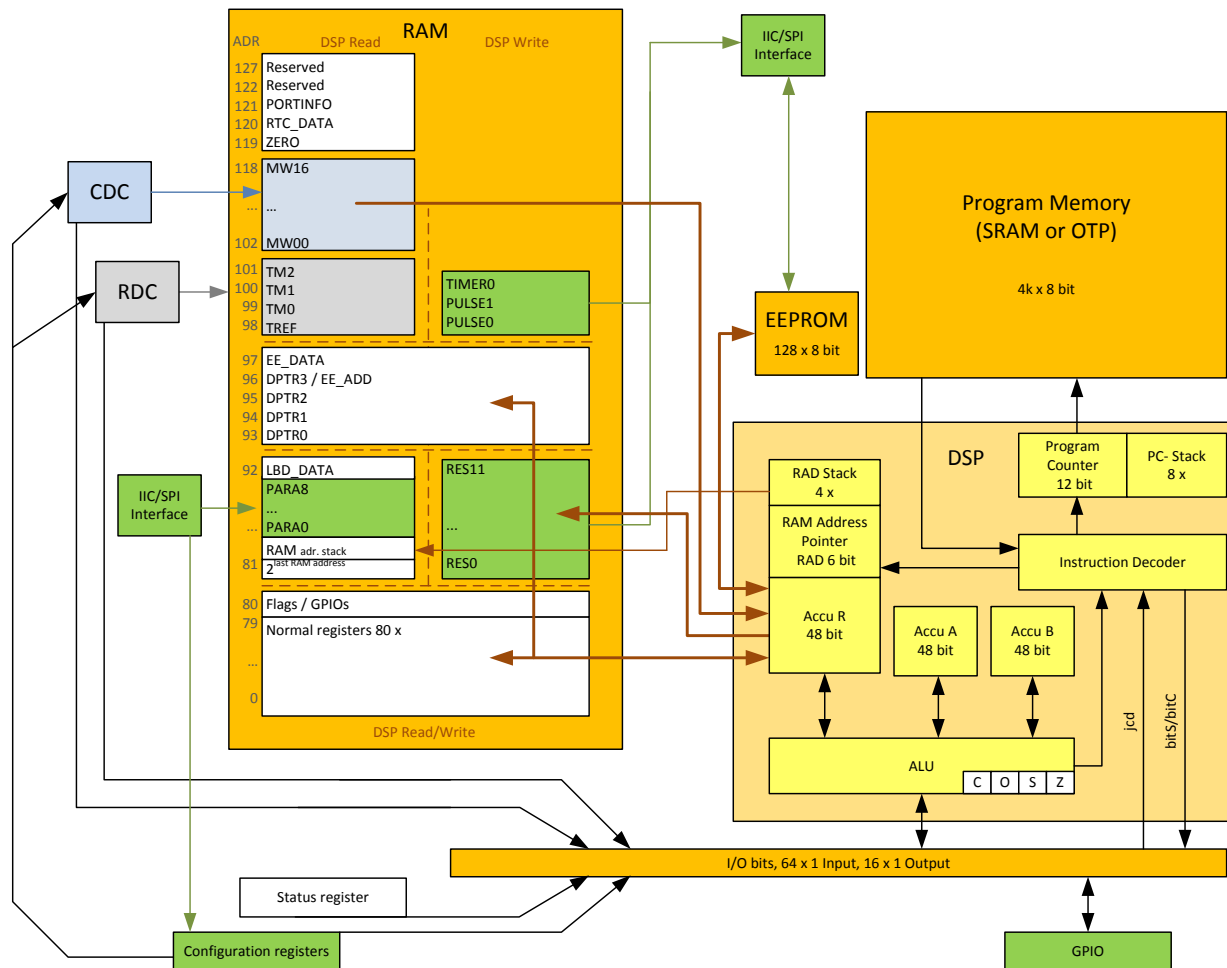 RAM
ADR
DSP Read
DSP Write
127
Reserved
122
Reserved
121
PORTINFO
120
RTC_DATA
119
ZERO
118
MW16
...
...
102
MW00
101
TM2
100
TM1
99
TM0
98
TREF
TIMER0
PULSE1
PULSE0
97
EE_DATA
96
DPTR3 / EE_ADD
95
DPTR2
94
DPTR1
93
DPTR0
92
LBD_DATA
PARA8
...
...
PARA0
RAM adr. stack
81
2 last RAM address
RES11
...
RES0
80
Flags / GPIOs
79
Normal registers 80 x
...
0
DSP Read/Write
CDC
RDC
IIC/SPI
Interface
IIC/SPI
Interface
EEPROM
128 x 8 bit
Program Memory
(SRAM or OTP)
4k x 8 bit
DSP
Program
Counter
12 bit
PC- Stack
8 x
RAD Stack
4 x
RAM Address
Pointer
RAD 6 bit
Instruction Decoder
Accu R
48 bit
Accu A
48 bit
Accu B
48 bit
jcd
bitS/bitC
ALU
C O S Z
I/O bits, 64 x 1 Input, 16 x 1 Output
Status register
Configuration registers
GPIO